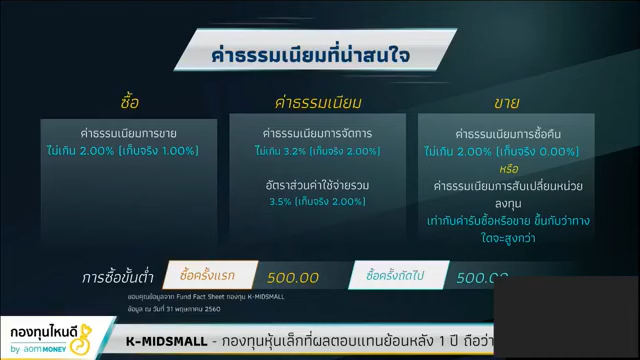 ค่าธรรมเนียมที่น่าสนใจ
ซื้อ
ค่าธรรมเนียมการขาย
ไม่เกิน 2.00% (เก็บจริง 1.00%)
ค่าธรรมเนียม
ค่าธรรมเนียมการจัดการ
ไม่เกิน 3.2% (เก็บจริง 2.00%)
อัตราส่วนค่าใช้จ่ายรวม
3.5% (เก็บจริง 2.00%)
ขาย
ค่าธรรมเนียมการซื้อคืน
ไม่เกิน 2.00% (เก็บจริง 0.00%)
หรือ
ค่าธรรมเนียมการสับเปลี่ยนหน่วย
ลงทุน
เท่ากับค่ารับซื้อหรือขาย ขึ้นกับว่าทาง
ใดจะสูงกว่า
การซื้อขั้นต่ำ ซื้อครั้งแรก 500.00 ซื้อครั้งถัดไป 500.00
ขอบคุณข้อมูลจาก Fund Fact Sheet กองทุน K-MIDSMALL
ข้อมูล ณ วันที่ 31 พฤษภาคม 2560
กองทุนไหนดี
by aomMONEY
K-MIDSMALL - กองทุนหุ้นเล็กที่ผลตอบแทนย้อนหลัง 1 ปี ถือว่า